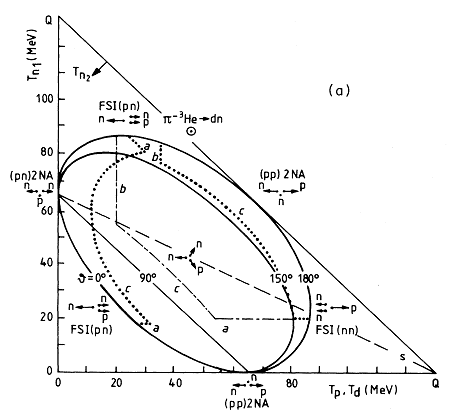 Q
T_n1 (MeV)
T_n2
(a)
100
FSI(pn)
n n p
π⁻³He→dn
a
b
80
(pn)2NA
n n
p
(pp)2NA
n n p
c
b
60
n
n
p
40
ϑ=0°
90°
150° 180°
c
c
n n p
FSI(pn)
20
a
a
n n p
FSI(nn)
s
0
Q
0
20
40
n n p
80
T_p, T_d (MeV)
(pp)2NA